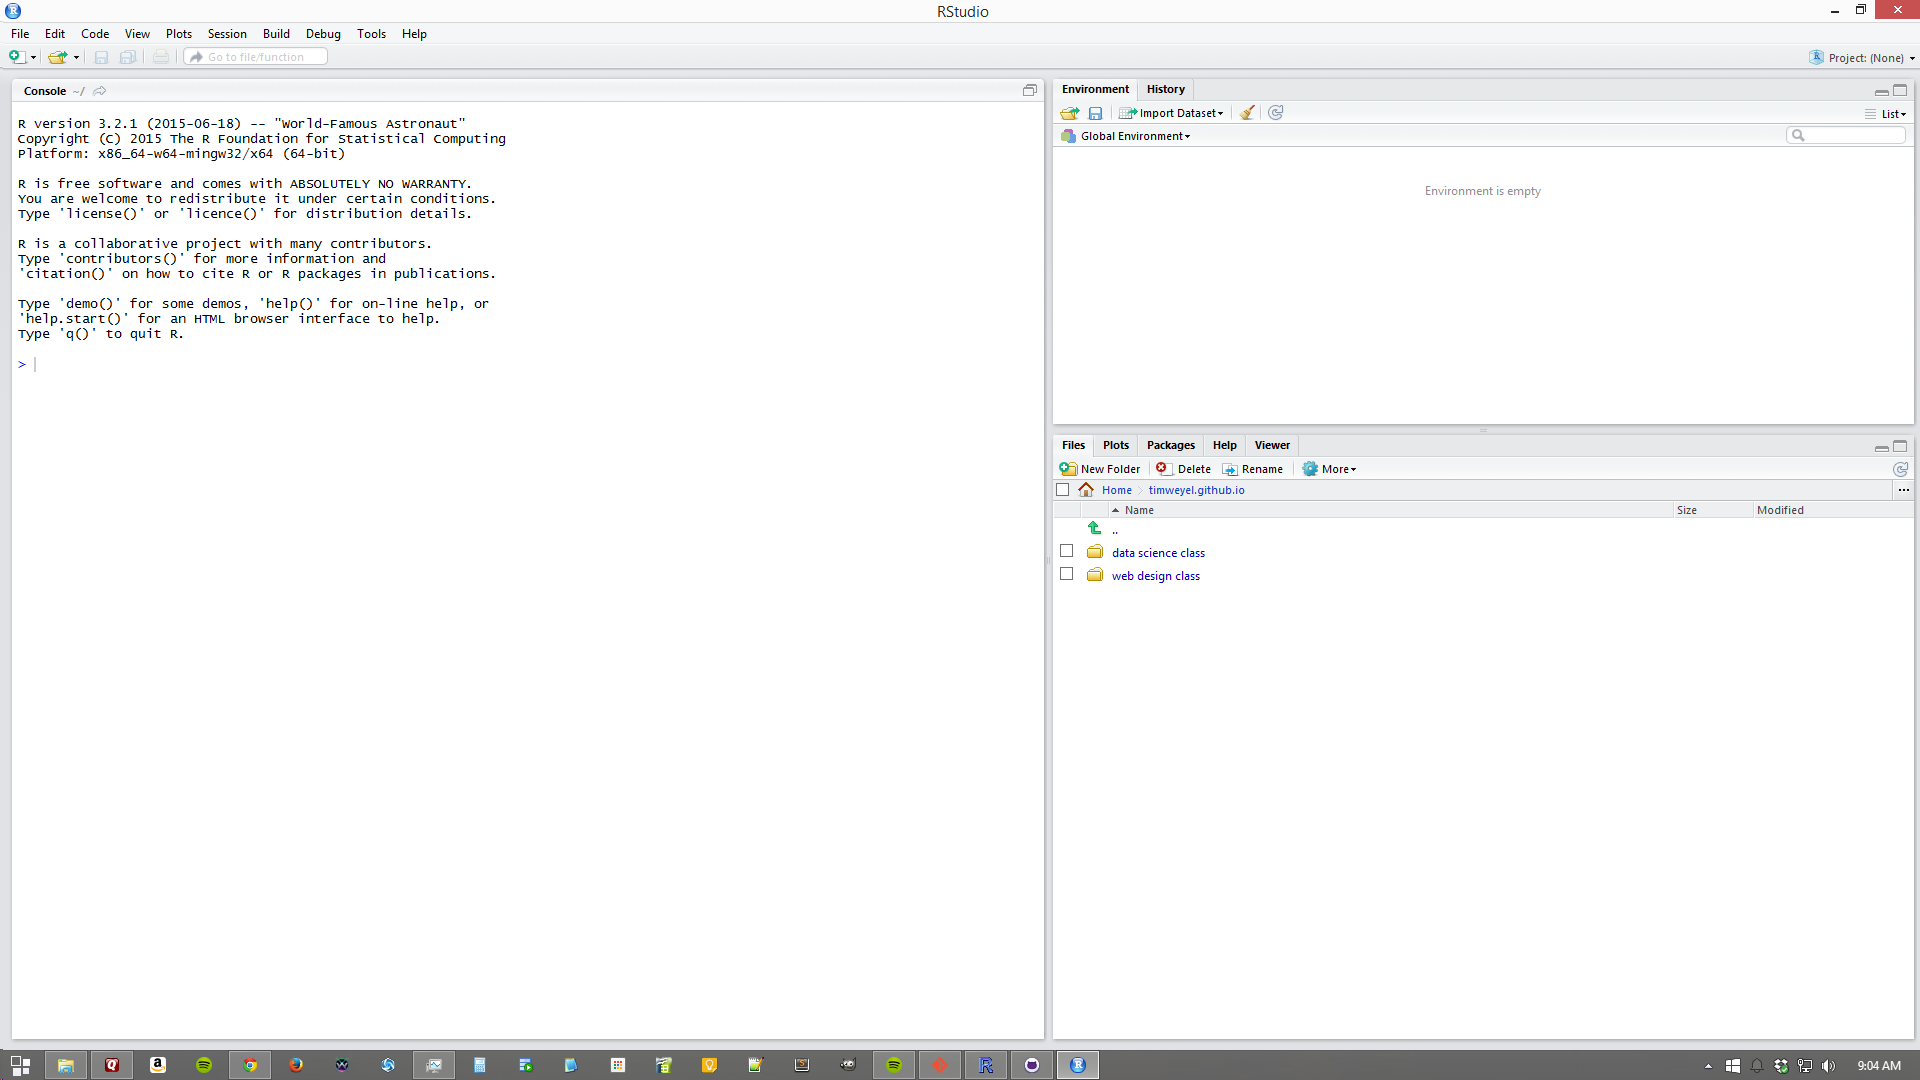 RStudio
File Edit Code View Plots Session Build Debug Tools Help
Go to file/function
Project: (None)
Console ~/
R version 3.2.1 (2015-06-18) -- "World-Famous Astronaut"
Copyright (C) 2015 The R Foundation for Statistical Computing
Platform: x86_64-w64-mingw32/x64 (64-bit)
R is free software and comes with ABSOLUTELY NO WARRANTY.
You are welcome to redistribute it under certain conditions.
Type 'license()' or 'licence()' for distribution details.
R is a collaborative project with many contributors.
Type 'contributors()' for more information and
'citation()' on how to cite R or R packages in publications.
Type 'demo()' for some demos, 'help()' for on-line help, or
'help.start()' for an HTML browser interface to help.
Type 'q()' to quit R.
>
Environment History
Import Dataset
List
Global Environment
Environment is empty
Files Plots Packages Help Viewer
New Folder Delete Rename More
Home timweyel.github.io ...
Name Size Modified
..
data science class
web design class
9:04 AM